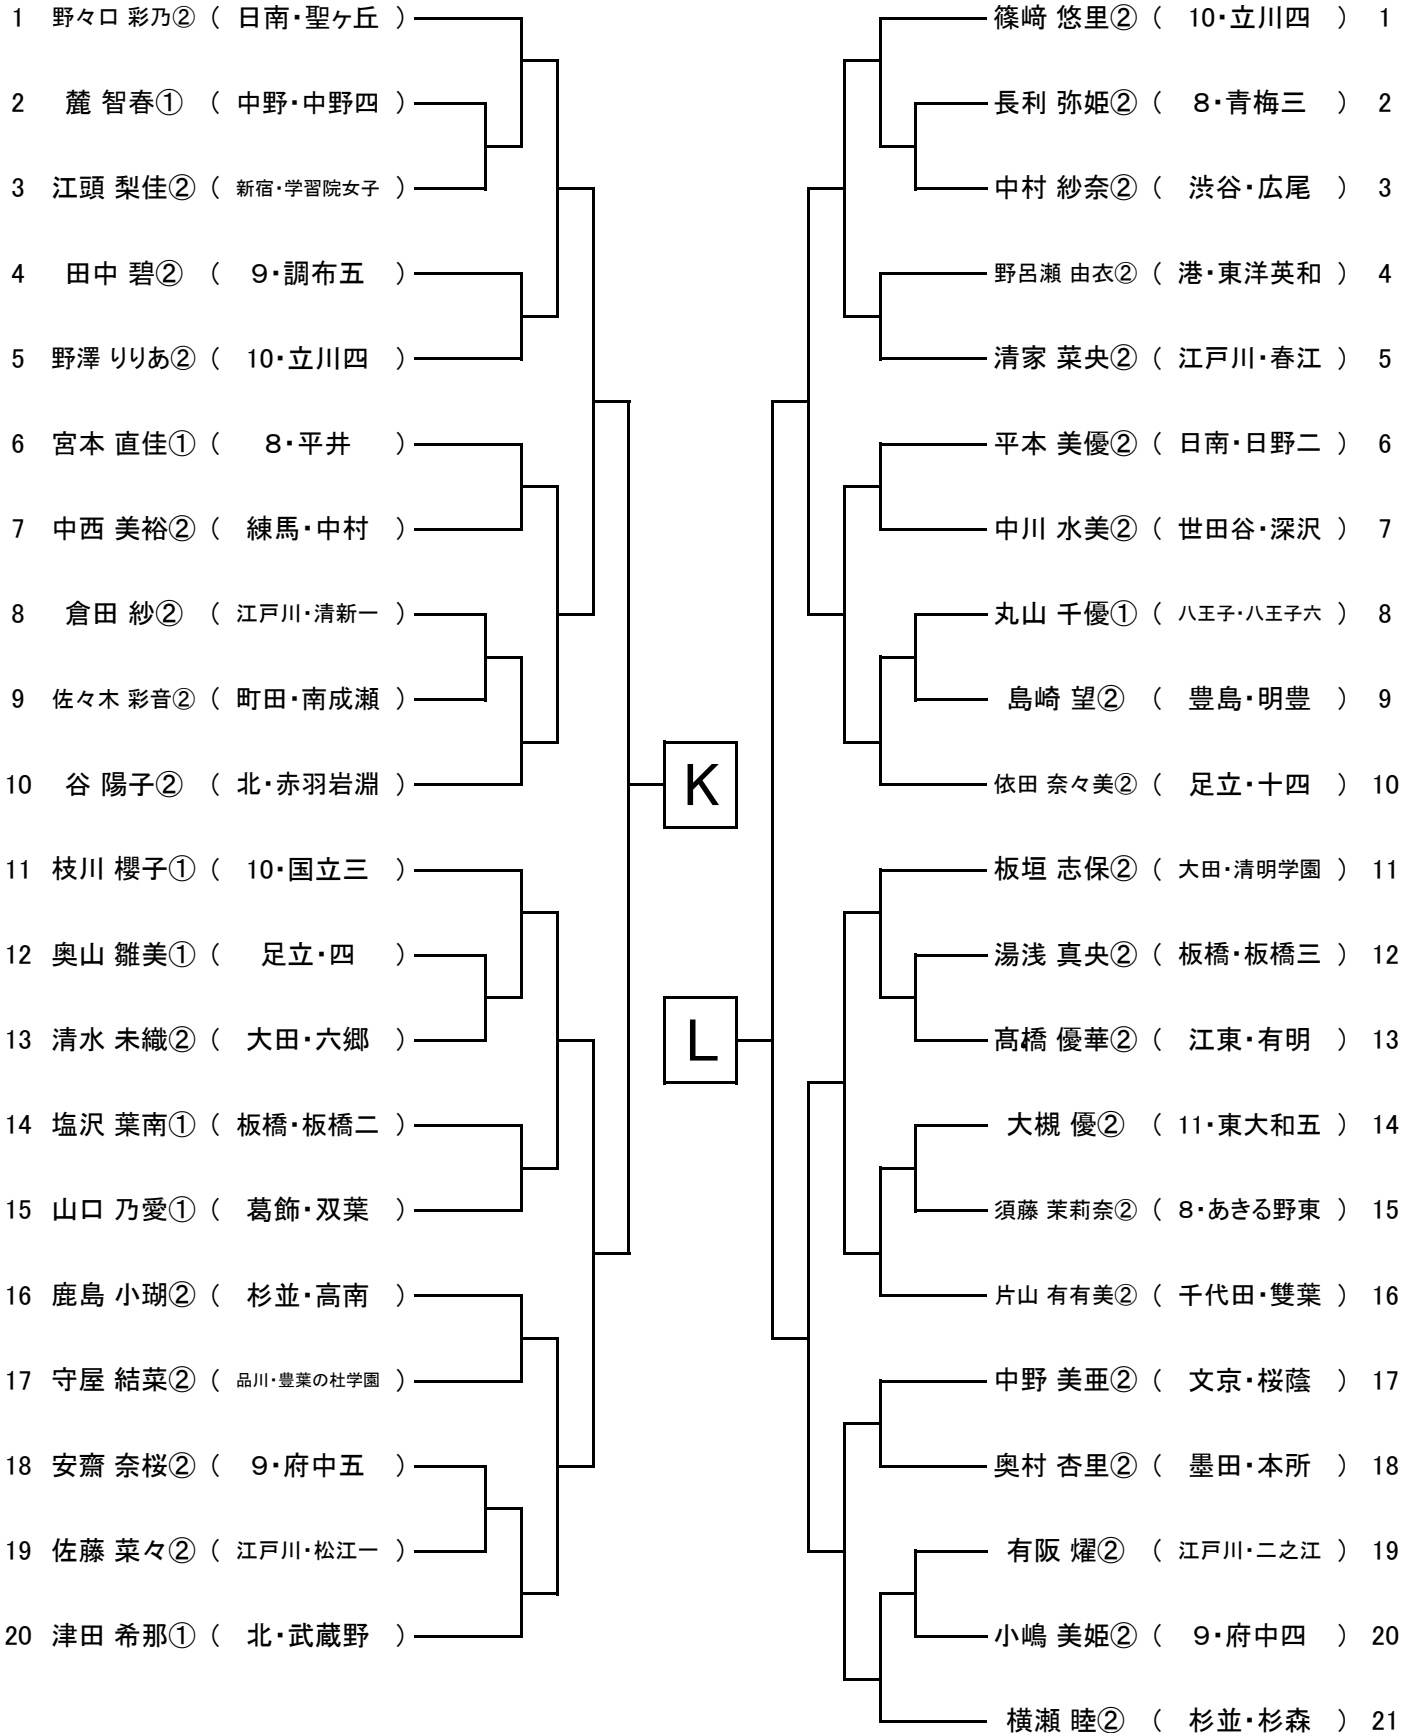 1 野々口 彩乃② ( 日南・聖ヶ丘 )
2 麓 智春① ( 中野・中野四 )
3 江頭 梨佳② ( 新宿・学習院女子 )
4 田中 碧② ( 9・調布五 )
5 野澤 りりあ② ( 10・立川四 )
6 宮本 直佳① ( 8・平井 )
7 中西 美裕② ( 練馬・中村 )
8 倉田 紗② ( 江戸川・清新一 )
9 佐々木 彩音② ( 町田・南成瀬 )
10 谷 陽子② ( 北・赤羽岩淵 )
11 枝川 櫻子① ( 10・国立三 )
12 奥山 雛美① ( 足立・四 )
13 清水 未織② ( 大田・六郷 )
14 塩沢 葉南① ( 板橋・板橋二 )
15 山口 乃愛① ( 葛飾・双葉 )
16 鹿島 小瑚② ( 杉並・高南 )
17 守屋 結菜② ( 品川・豊葉の杜学園 )
18 安齋 奈桜② ( 9・府中五 )
19 佐藤 菜々② ( 江戸川・松江一 )
20 津田 希那① ( 北・武蔵野 )
K
L
篠﨑 悠里② ( 10・立川四 ) 1
長利 弥姫② ( 8・青梅三 ) 2
中村 紗奈② ( 渋谷・広尾 ) 3
野呂瀬 由衣② ( 港・東洋英和 ) 4
清家 菜央② ( 江戸川・春江 ) 5
平本 美優② ( 日南・日野二 ) 6
中川 水美② ( 世田谷・深沢 ) 7
丸山 千優① ( 八王子・八王子六 ) 8
島崎 望② ( 豊島・明豊 ) 9
依田 奈々美② ( 足立・十四 ) 10
板垣 志保② ( 大田・清明学園 ) 11
湯浅 真央② ( 板橋・板橋三 ) 12
髙橋 優華② ( 江東・有明 ) 13
大槻 優② ( 11・東大和五 ) 14
須藤 茉莉奈② ( 8・あきる野東 ) 15
片山 有有美② ( 千代田・雙葉 ) 16
中野 美亜② ( 文京・桜蔭 ) 17
奥村 杏里② ( 墨田・本所 ) 18
有阪 燿② ( 江戸川・二之江 ) 19
小嶋 美姫② ( 9・府中四 ) 20
横瀬 睦② ( 杉並・杉森 ) 21